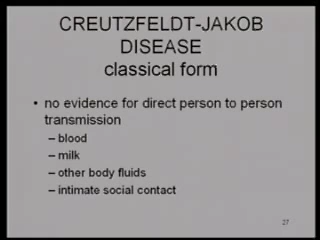 CREUTZFELDT-JAKOB
DISEASE
classical form
• no evidence for direct person to person
transmission
– blood
– milk
– other body fluids
– intimate social contact
27